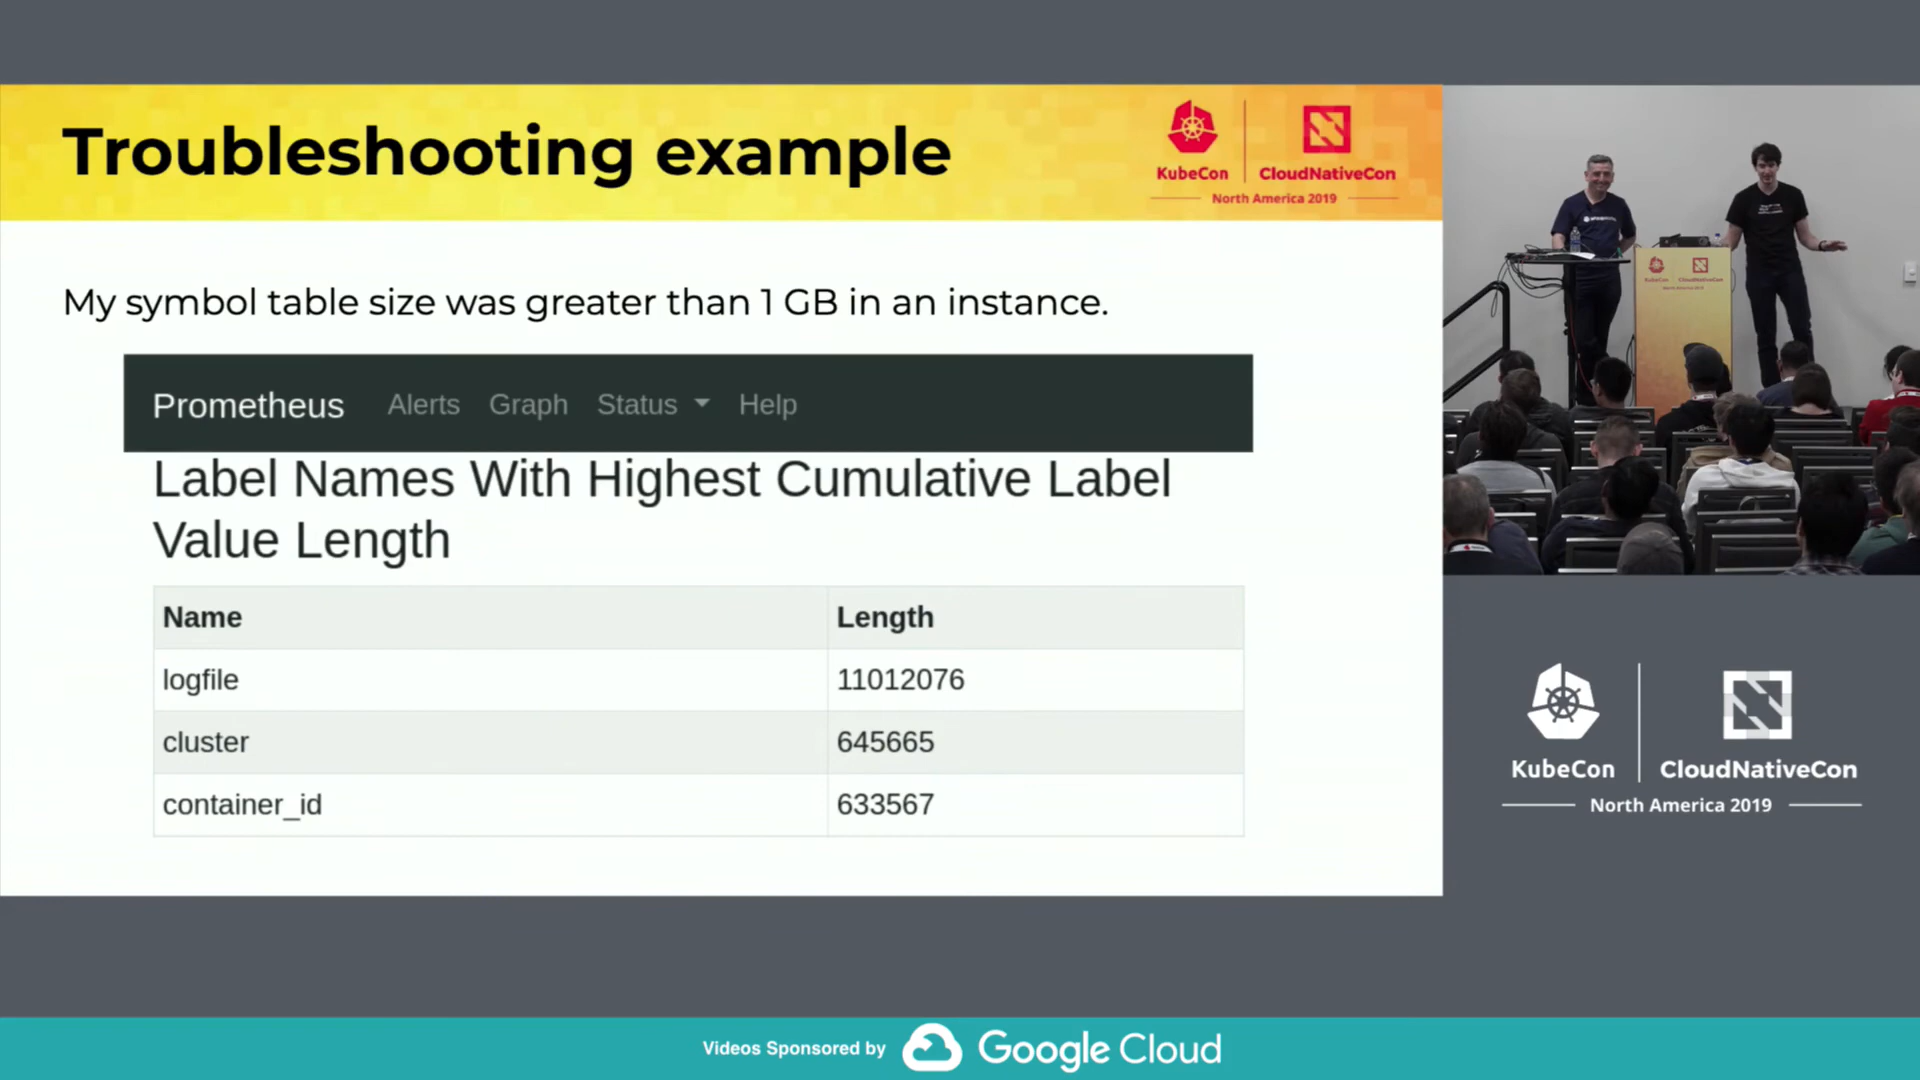 Troubleshooting example
KubeCon
CloudNativeCon
North America 2019
My symbol table size was greater than 1 GB in an instance.
Prometheus Alerts Graph Status Help
Label Names With Highest Cumulative Label
Value Length
Name Length
logfile 11012076
cluster 645665
container_id 633567
KubeCon
CloudNativeCon
North America 2019
Videos Sponsored by Google Cloud